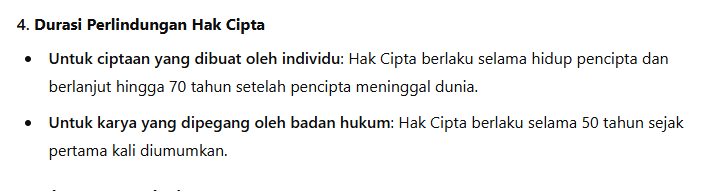 4. Durasi Perlindungan Hak Cipta
• Untuk ciptaan yang dibuat oleh individu: Hak Cipta berlaku selama hidup pencipta dan
berlanjut hingga 70 tahun setelah pencipta meninggal dunia.
• Untuk karya yang dipegang oleh badan hukum: Hak Cipta berlaku selama 50 tahun sejak
pertama kali diumumkan.